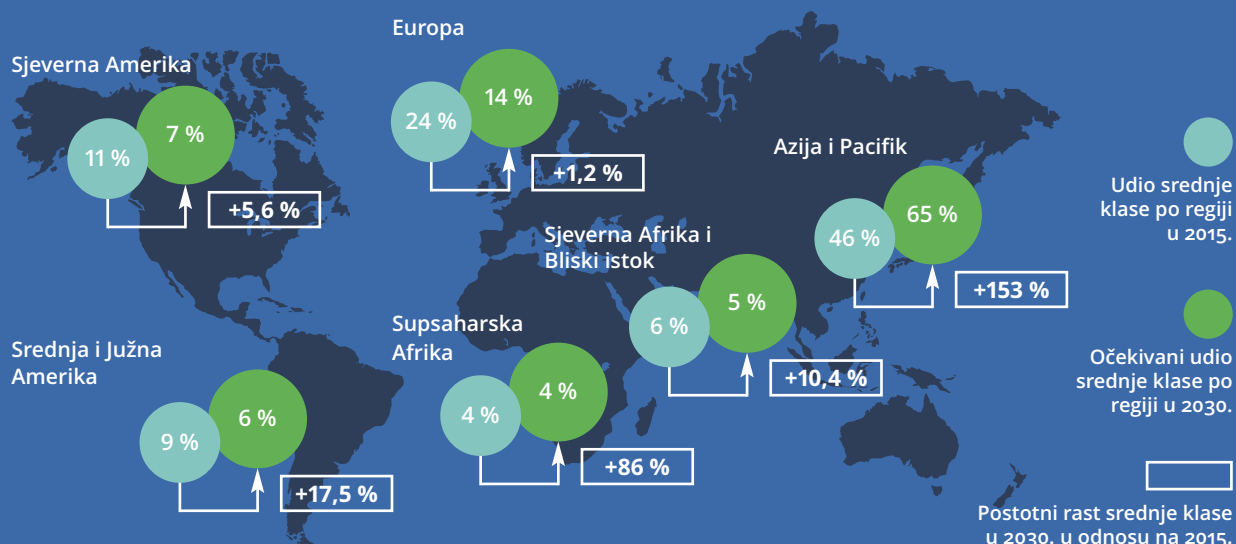 Sjeverna Amerika
11 %
7 %
+5,6 %
Europa
24 %
14 %
+1,2 %
Azija i Pacifik
46 %
65 %
+153 %
Sjeverna Afrika i
Bliski istok
6 %
5 %
+10,4 %
Supsaharska
Afrika
4 %
4 %
+86 %
Srednja i Južna
Amerika
9 %
6 %
+17,5 %
Udio srednje
klase po regiji
u 2015.
Očekivani udio
srednje klase po
regiji u 2030.
Postotni rast srednje klase
u 2030. u odnosu na 2015.